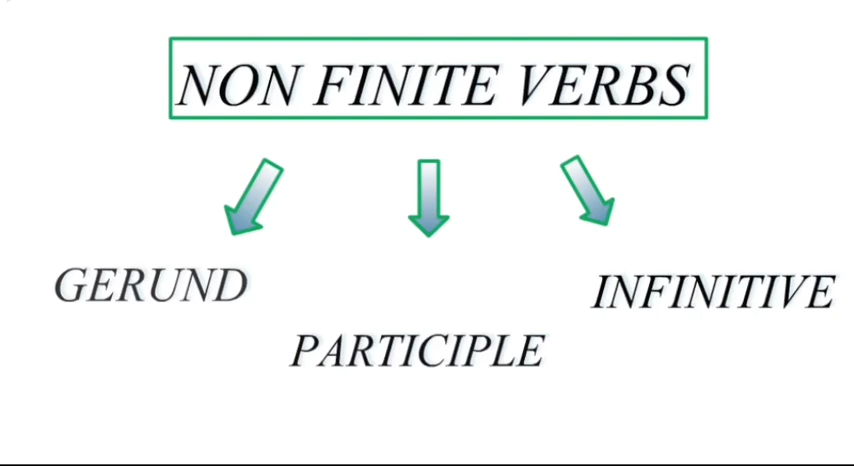 NON FINITE VERBS
GERUND
INFINITIVE
PARTICIPLE